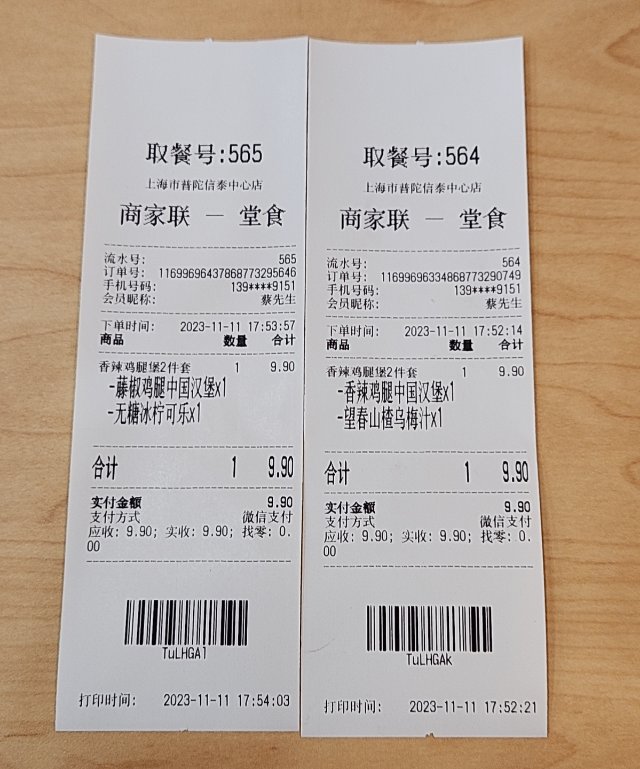 取餐号:565
上海市普陀信泰中心店
商家联 — 堂食
流水号: 565
订单号: 11699696437868773295646
手机号码: 139****9151
会员昵称: 蔡先生
下单时间: 2023-11-11 17:53:57
商品 数量 合计
香辣鸡腿堡2件套 1 9.90
-藤椒鸡腿中国汉堡x1
-无糖冰柠可乐x1
合计 1 9.90
实付金额 9.90
支付方式 微信支付
应收: 9.90; 实收: 9.90; 找零: 0.
00
TuLHGA1
打印时间: 2023-11-11 17:54:03
取餐号:564
上海市普陀信泰中心店
商家联 — 堂食
流水号: 564
订单号: 11699696334868773290749
手机号码: 139****9151
会员昵称: 蔡先生
下单时间: 2023-11-11 17:52:14
商品 数量 合计
香辣鸡腿堡2件套 1 9.90
-香辣鸡腿中国汉堡x1
-望春山楂乌梅汁x1
合计 1 9.90
实付金额 9.90
支付方式 微信支付
应收: 9.90; 实收: 9.90; 找零: 0.
00
TuLHGAk
打印时间: 2023-11-11 17:52:21